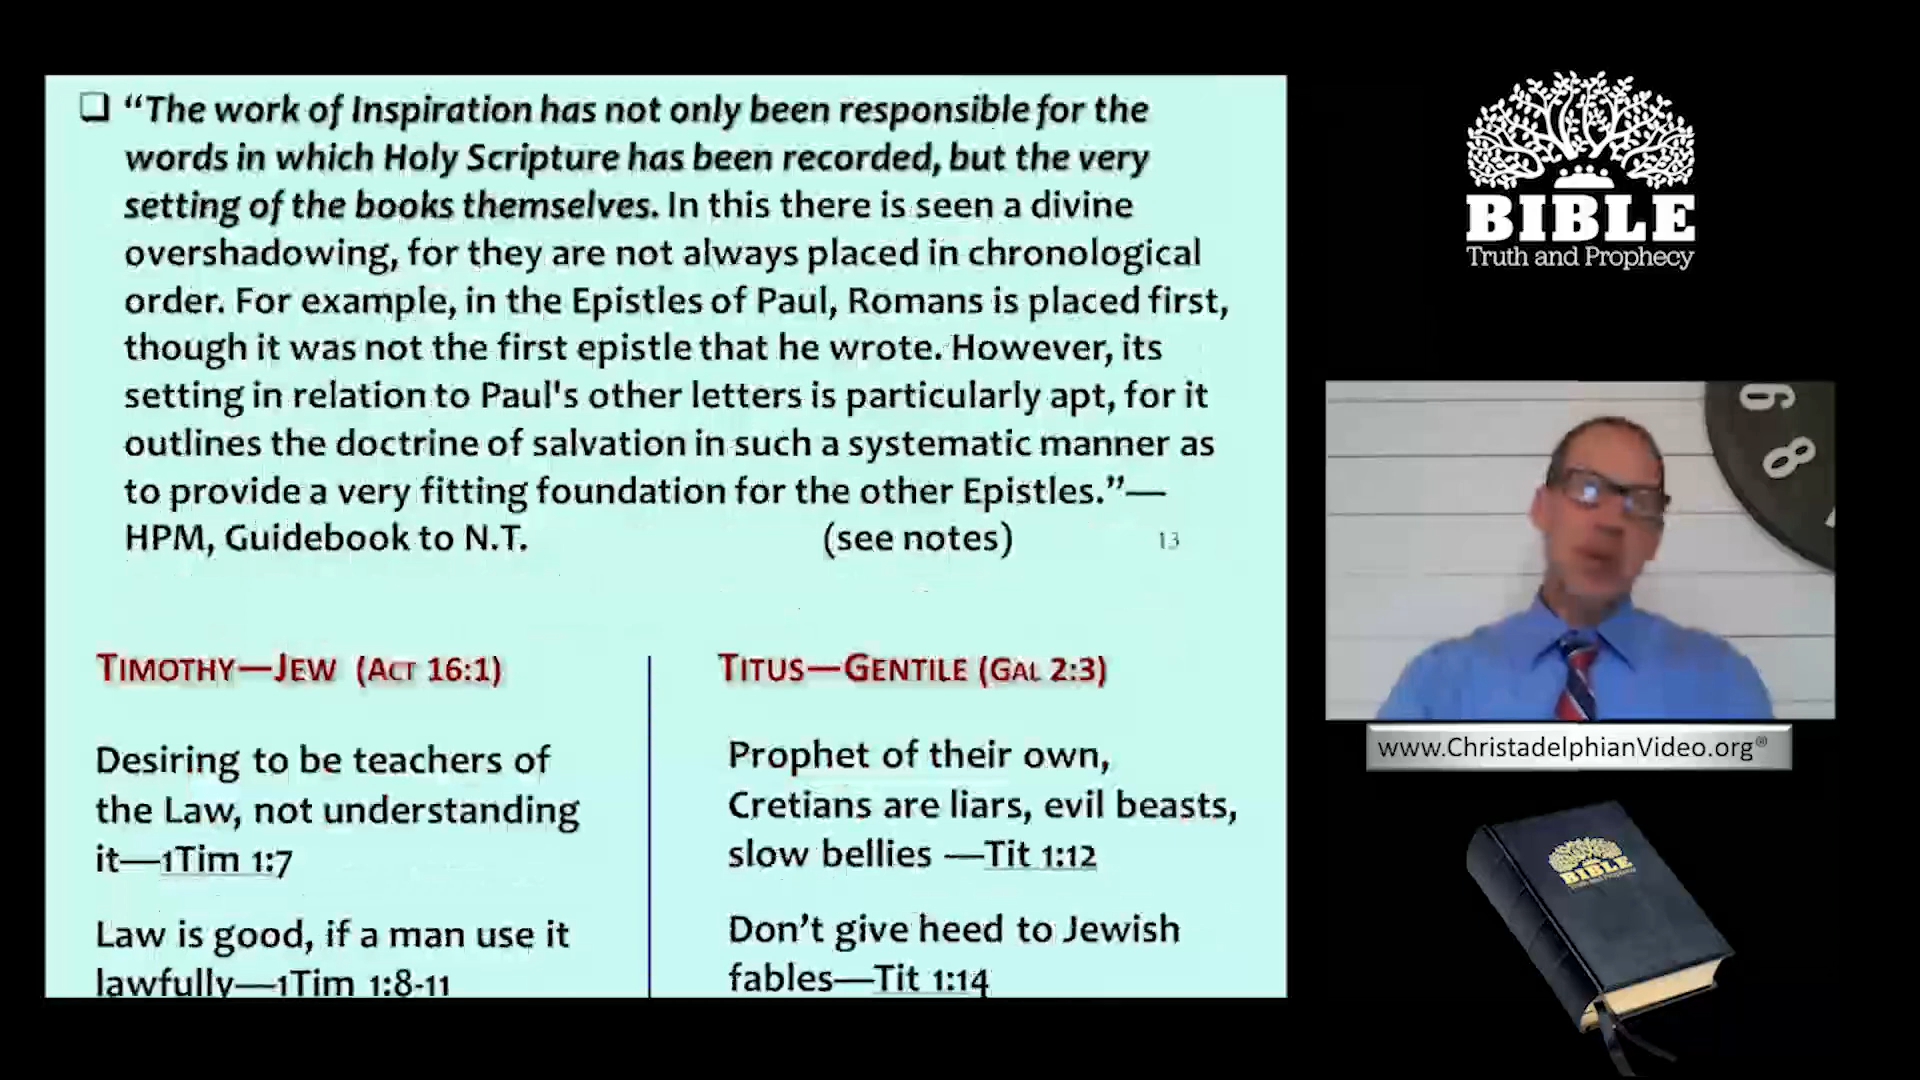 ❑ “The work of Inspiration has not only been responsible for the
words in which Holy Scripture has been recorded, but the very
setting of the books themselves. In this there is seen a divine
overshadowing, for they are not always placed in chronological
order. For example, in the Epistles of Paul, Romans is placed first,
though it was not the first epistle that he wrote. However, its
setting in relation to Paul's other letters is particularly apt, for it
outlines the doctrine of salvation in such a systematic manner as
to provide a very fitting foundation for the other Epistles.”—
HPM, Guidebook to N.T. (see notes) 13
TIMOTHY—JEW (ACT 16:1)
Desiring to be teachers of
the Law, not understanding
it—1Tim 1:7
Law is good, if a man use it
lawfully—1Tim 1:8-11
TITUS—GENTILE (GAL 2:3)
Prophet of their own,
Cretians are liars, evil beasts,
slow bellies —Tit 1:12
Don’t give heed to Jewish
fables—Tit 1:14
BIBLE
Truth and Prophecy
6
8
www.ChristadelphianVideo.org®
BIBLE
Truth and Prophecy